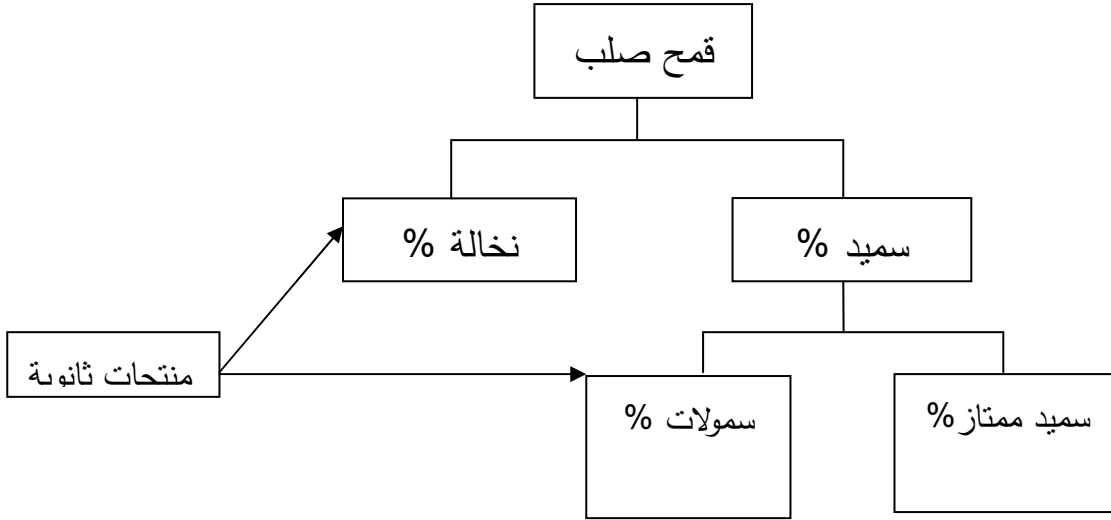 قمح صلب
سميد %
نخالة %
منتجات ثانوية
سميد ممتاز%
سمولات %